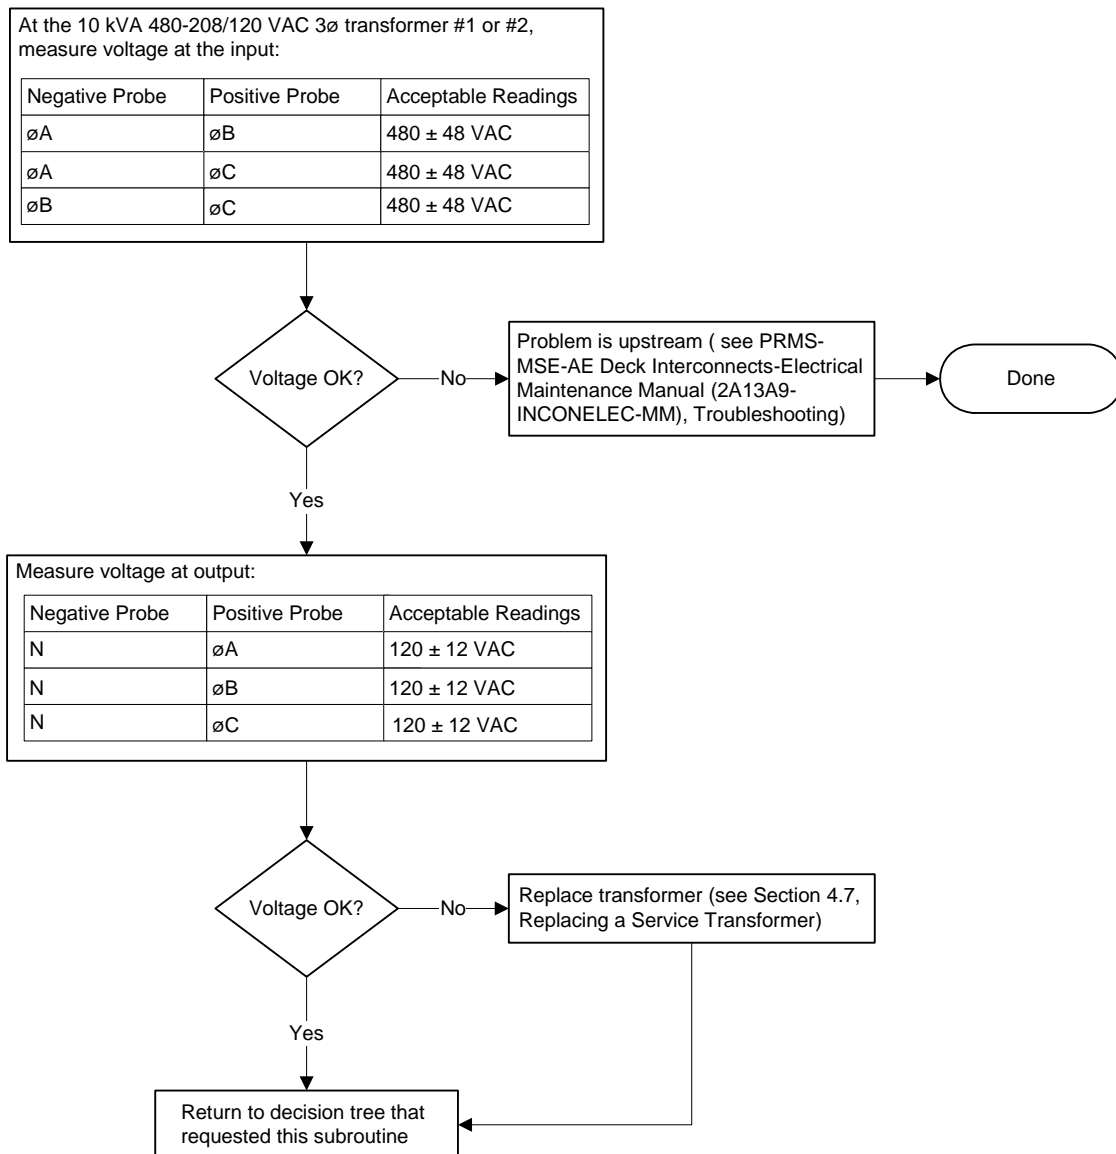 At the 10 kVA 480-208/120 VAC 3ø transformer #1 or #2,
measure voltage at the input:
Negative Probe Positive Probe Acceptable Readings
øA øB 480 ± 48 VAC
øA øC 480 ± 48 VAC
øB øC 480 ± 48 VAC
Voltage OK?
No
Problem is upstream ( see PRMS-
MSE-AE Deck Interconnects-Electrical
Maintenance Manual (2A13A9-
INCONELEC-MM), Troubleshooting)
Done
Yes
Measure voltage at output:
Negative Probe Positive Probe Acceptable Readings
N øA 120 ± 12 VAC
N øB 120 ± 12 VAC
N øC 120 ± 12 VAC
Voltage OK?
No
Replace transformer (see Section 4.7,
Replacing a Service Transformer)
Yes
Return to decision tree that
requested this subroutine